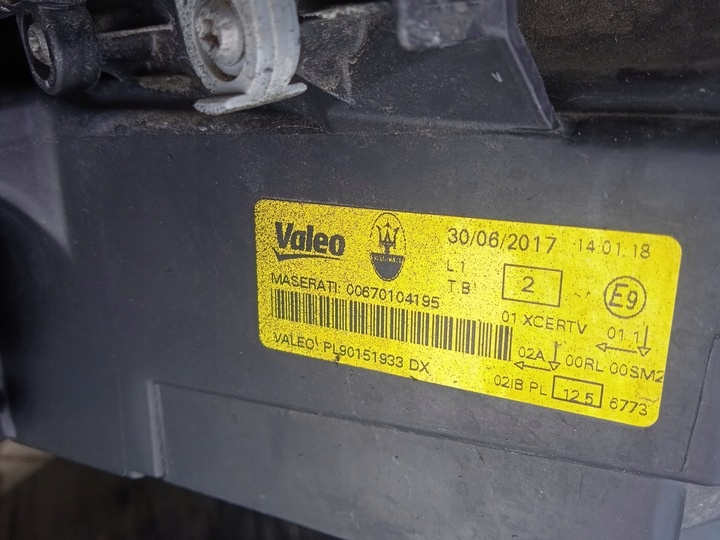 Valeo
30/06/2017 14.01.18
L1
T.B
2
E9
MASERATI: 00670104195
01 XCERTV 01 1
VALEO: PL90151933 DX
02A 00RL 00SM2
02IB PL 12.5 6773